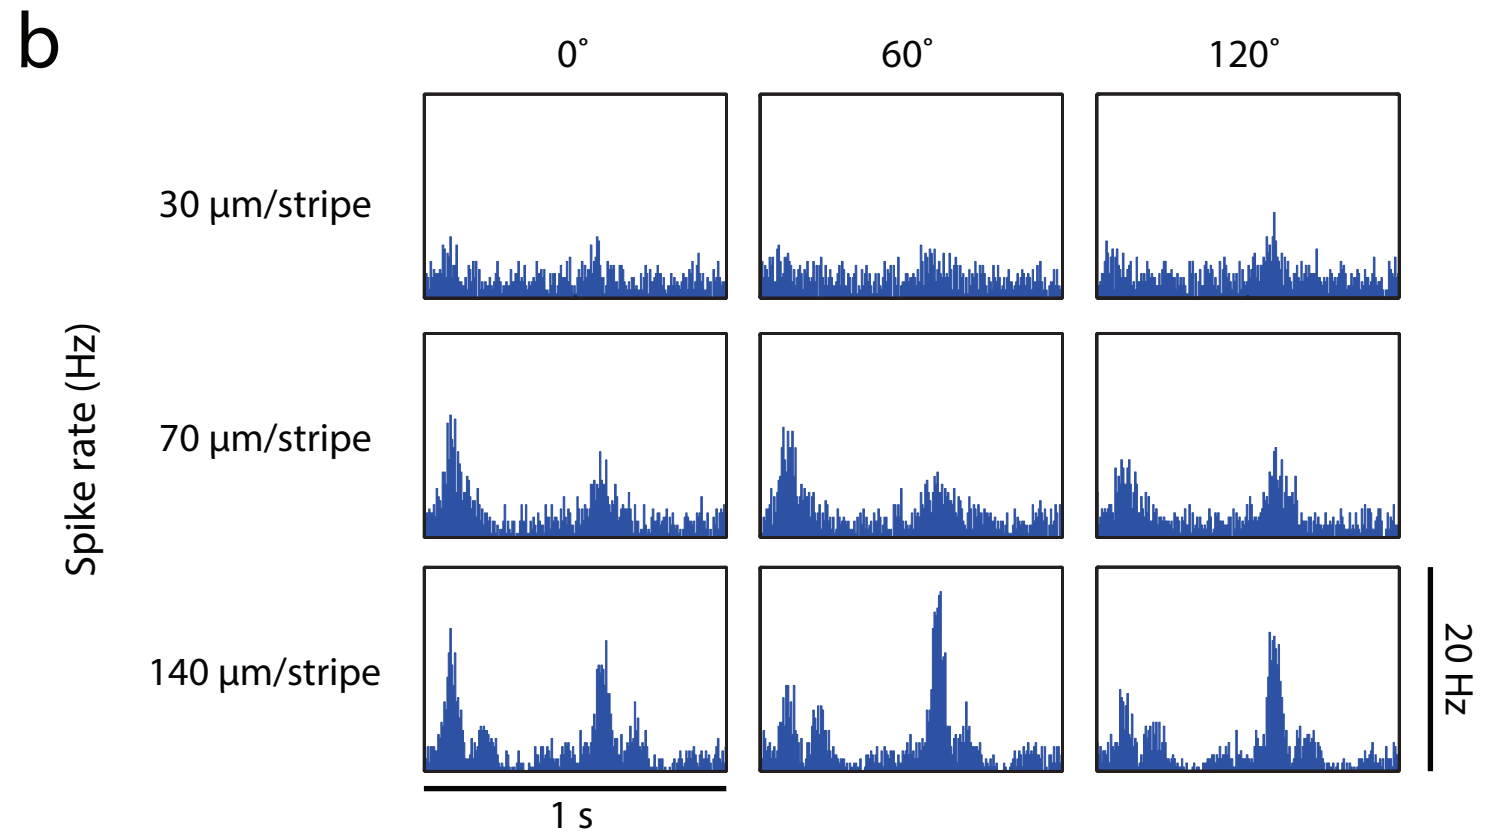 b
0° 60° 120°
30 µm/stripe
70 µm/stripe
140 µm/stripe
Spike rate (Hz)
20 Hz
1 s